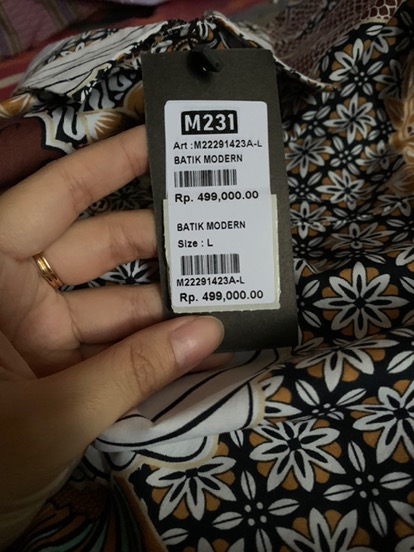 M231
Art :M22291423A-L
BATIK MODERN
Rp. 499,000.00
BATIK MODERN
Size : L
M22291423A-L
Rp. 499,000.00